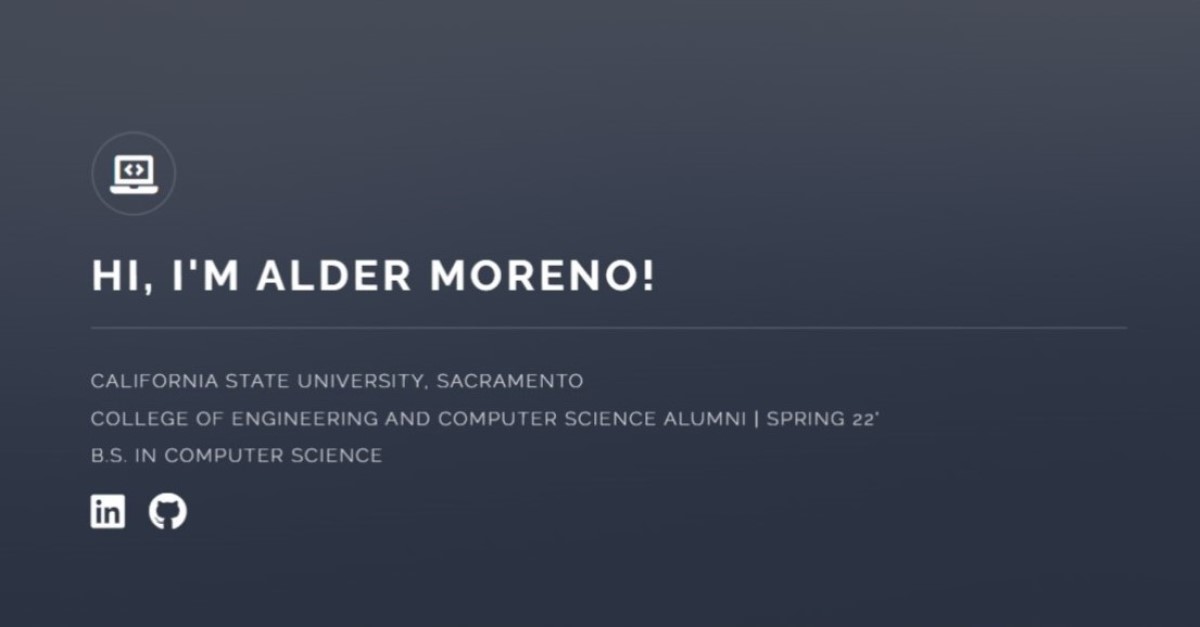 HI, I'M ALDER MORENO!
CALIFORNIA STATE UNIVERSITY, SACRAMENTO
COLLEGE OF ENGINEERING AND COMPUTER SCIENCE ALUMNI | SPRING 22'
B.S. IN COMPUTER SCIENCE
in